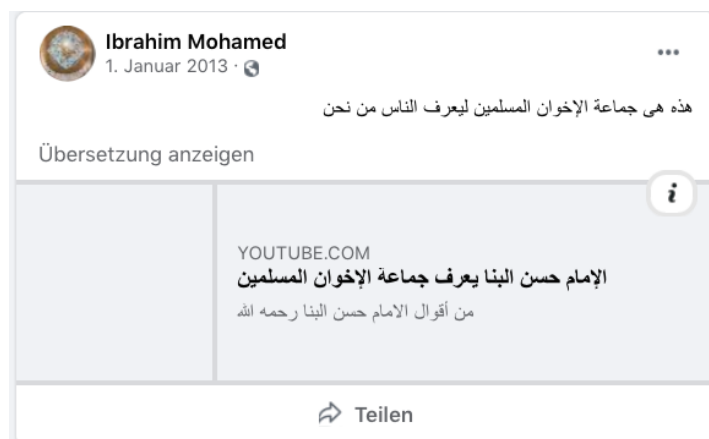 Ibrahim Mohamed
1. Januar 2013 ·
هذه هى جماعة الإخوان المسلمين ليعرف الناس من نحن
Übersetzung anzeigen
i
YOUTUBE.COM
الإمام حسن البنا يعرف جماعة الإخوان المسلمين
من أقوال الامام حسن البنا رحمه الله
Teilen